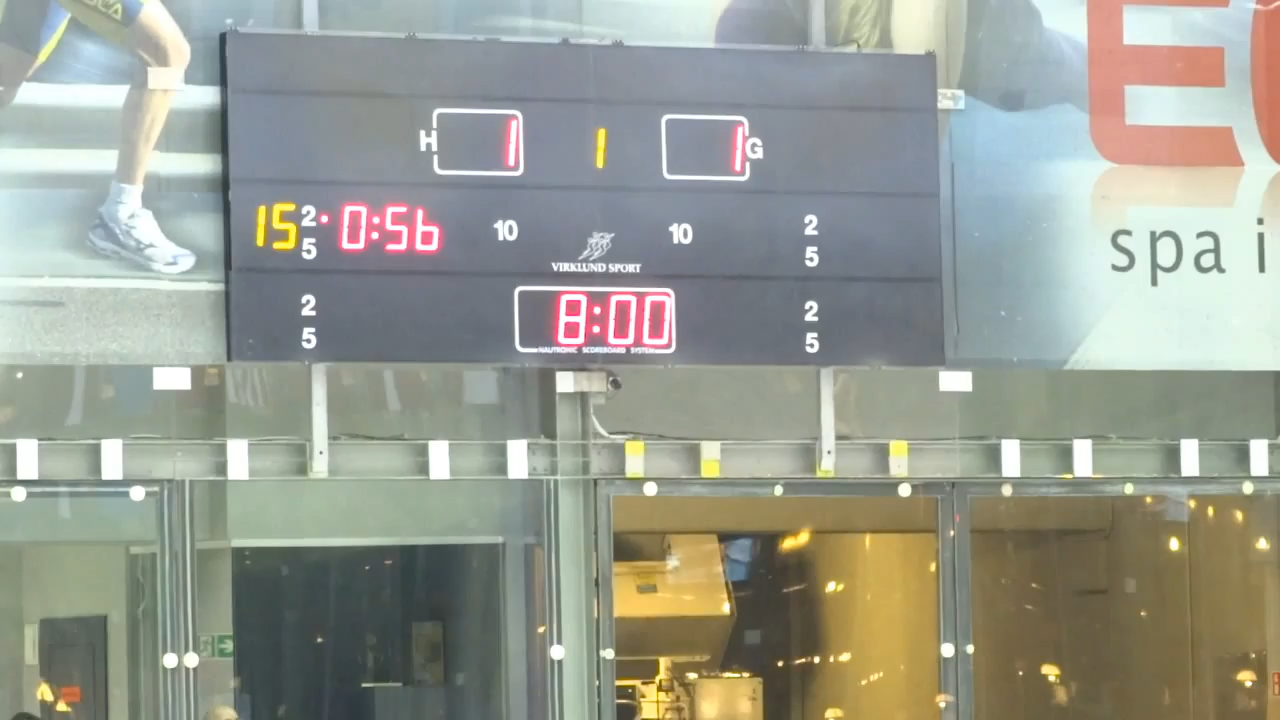 H 1 1 1 G
15 2 0:56 10 10 2
5 5
VIRKLUND SPORT
2 8:00 2
5 5
NAUTRONIC SCOREBOARD SYSTEM
spa i